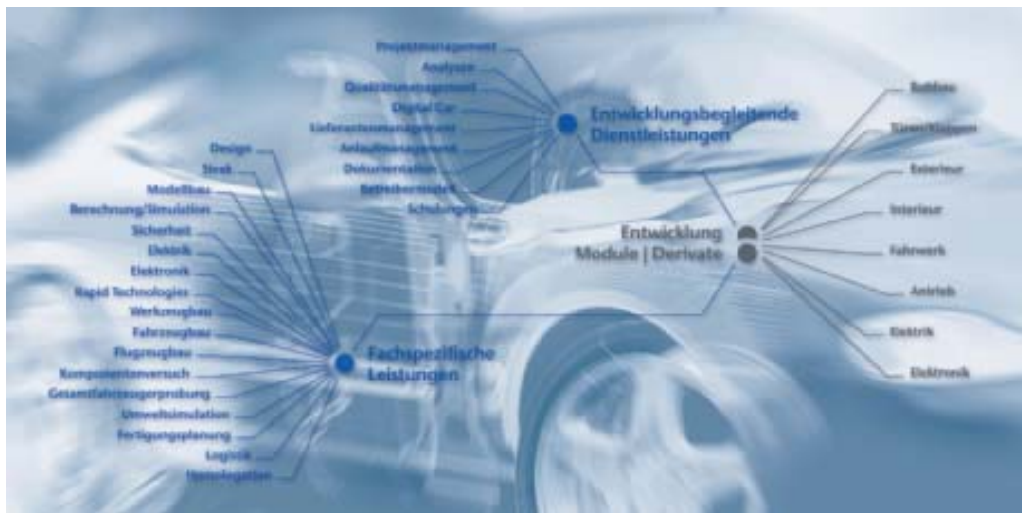 Projektmanagement
Analysen
Qualitätsmanagement
Digital Car
Lieferantenmanagement
Anlaufmanagement
Dokumentation
Betreibermodell
Schulungen
Entwicklungsbegleitende
Dienstleistungen
Design
Strak
Modellbau
Berechnung/Simulation
Sicherheit
Elektrik
Elektronik
Rapid Technologies
Werkzeugbau
Fahrzeugbau
Flugzeugbau
Komponentenversuch
Gesamtfahrzeugerprobung
Umweltsimulation
Fertigungsplanung
Logistik
Homologation
Fachspezifische
Leistungen
Entwicklung
Module | Derivate
Rohbau
Türen/Klappen
Exterieur
Interieur
Fahrwerk
Antrieb
Elektrik
Elektronik